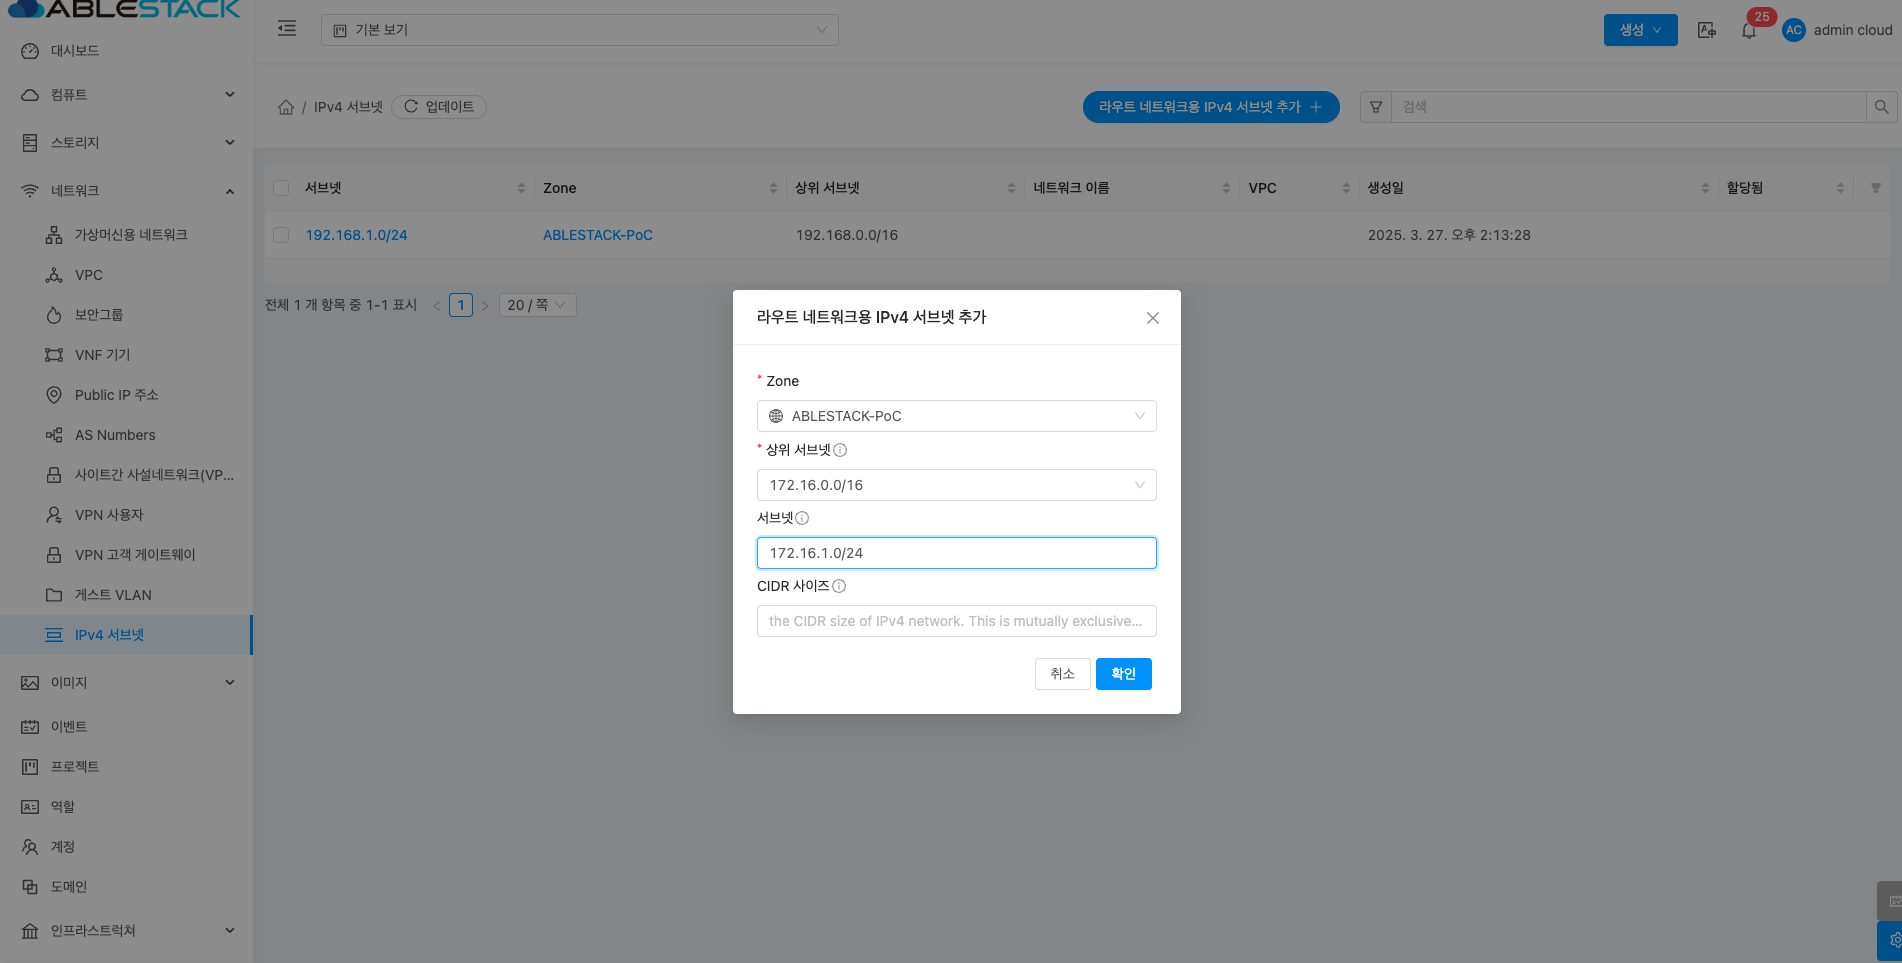 ABLESTACK
기본 보기
생성
25
AC
admin cloud
대시보드
컴퓨트
스토리지
네트워크
가상머신용 네트워크
VPC
보안그룹
VNF 기기
Public IP 주소
AS Numbers
사이트간 사설네트워크(VP...
VPN 사용자
VPN 고객 게이트웨이
게스트 VLAN
IPv4 서브넷
이미지
이벤트
프로젝트
역할
계정
도메인
인프라스트럭쳐
/ IPv4 서브넷
업데이트
라우트 네트워크용 IPv4 서브넷 추가
검색
서브넷
Zone
상위 서브넷
네트워크 이름
VPC
생성일
할당됨
192.168.1.0/24
ABLESTACK-PoC
192.168.0.0/16
2025. 3. 27. 오후 2:13:28
전체 1 개 항목 중 1-1 표시
1
20 / 쪽
라우트 네트워크용 IPv4 서브넷 추가
* Zone
ABLESTACK-PoC
* 상위 서브넷
172.16.0.0/16
서브넷
172.16.1.0/24
CIDR 사이즈
the CIDR size of IPv4 network. This is mutually exclusive...
취소
확인